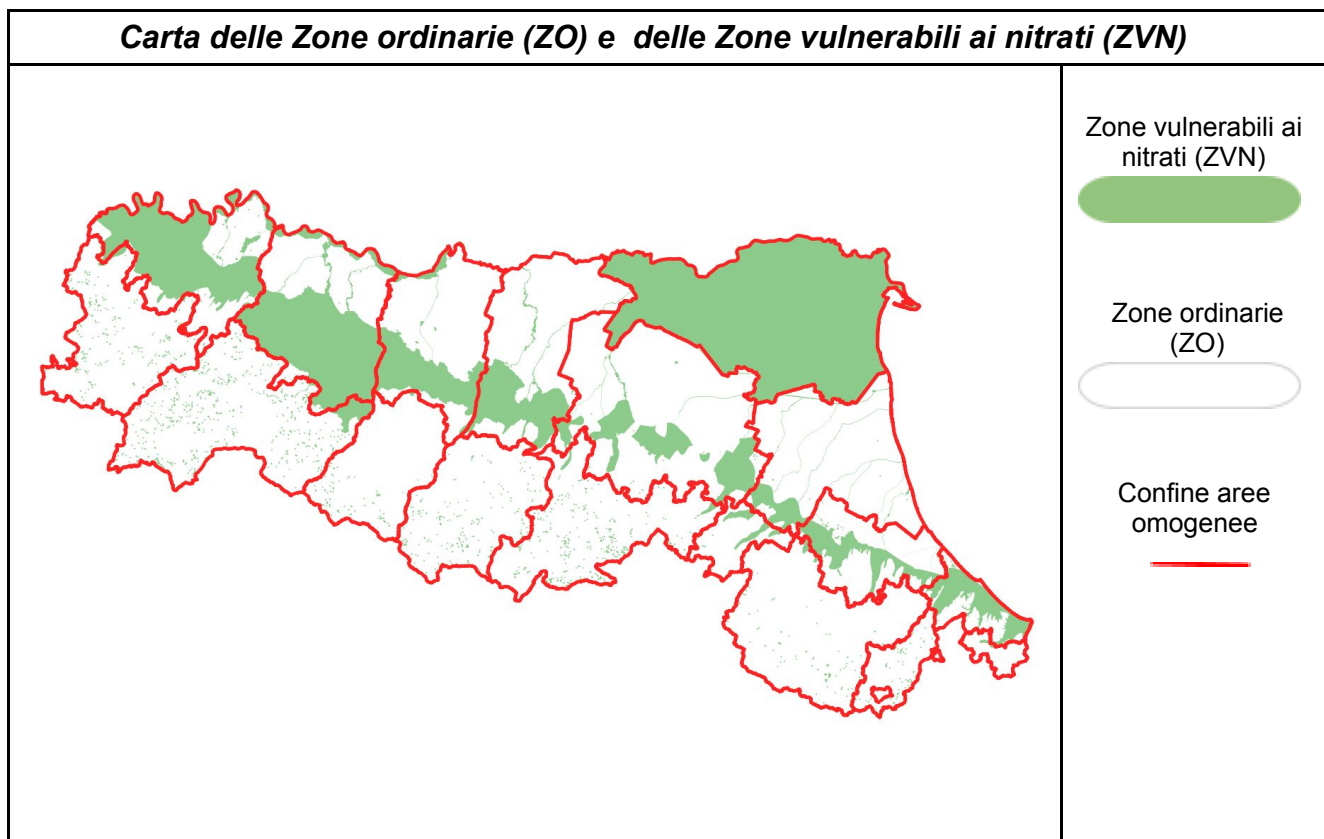 Carta delle Zone ordinarie (ZO) e  delle Zone vulnerabili ai nitrati (ZVN)
Zone vulnerabili ai
nitrati (ZVN)
Zone ordinarie
(ZO)
Confine aree
omogenee